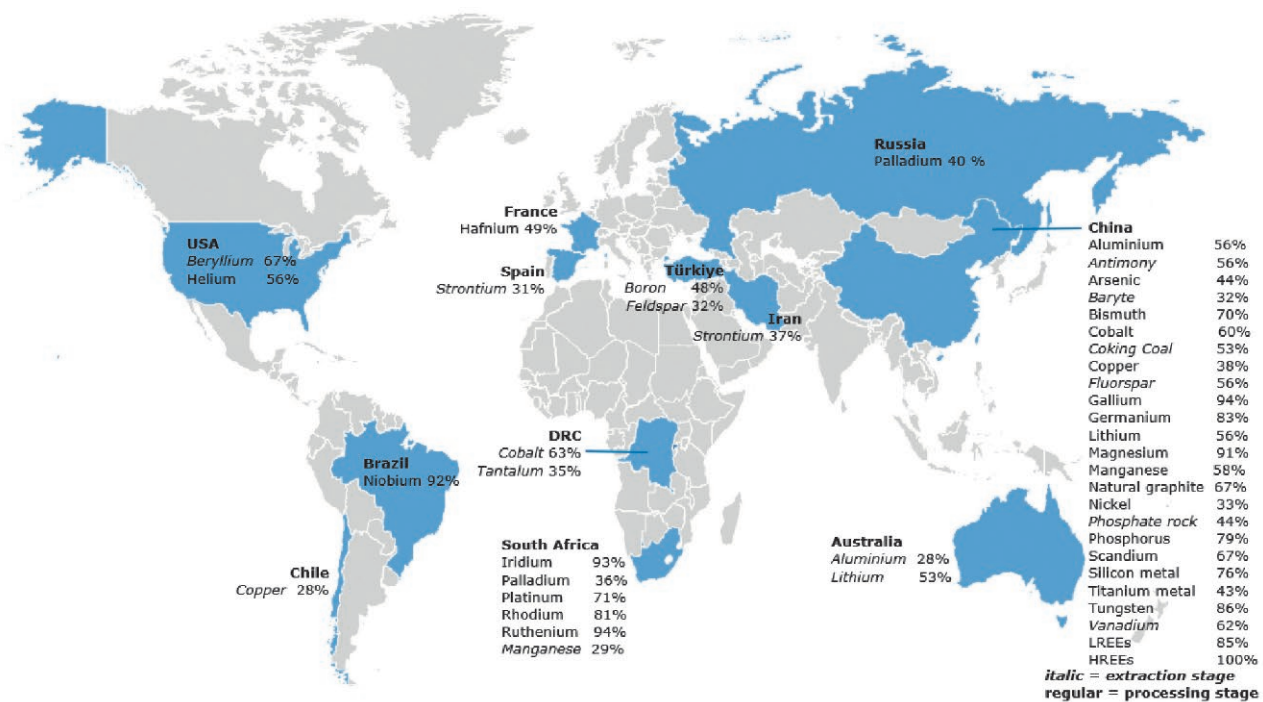 Russia
Palladium 40 %
France
Hafnium 49%
USA
Beryllium 67%
Helium 56%
Spain
Strontium 31%
Türkiye
Boron 48%
Feldspar 32%
Iran
Strontium 37%
China
Aluminium 56%
Antimony 56%
Arsenic 44%
Baryte 32%
Bismuth 70%
Cobalt 60%
Coking Coal 53%
Copper 38%
Fluorspar 56%
Gallium 94%
Germanium 83%
Lithium 56%
Magnesium 91%
Manganese 58%
Natural graphite 67%
Nickel 33%
Phosphate rock 44%
Phosphorus 79%
Scandium 67%
Silicon metal 76%
Titanium metal 43%
Tungsten 86%
Vanadium 62%
LREEs 85%
HREEs 100%
DRC
Cobalt 63%
Tantalum 35%
Brazil
Niobium 92%
Chile
Copper 28%
South Africa
Iridium 93%
Palladium 36%
Platinum 71%
Rhodium 81%
Ruthenium 94%
Manganese 29%
Australia
Aluminium 28%
Lithium 53%
italic = extraction stage
regular = processing stage